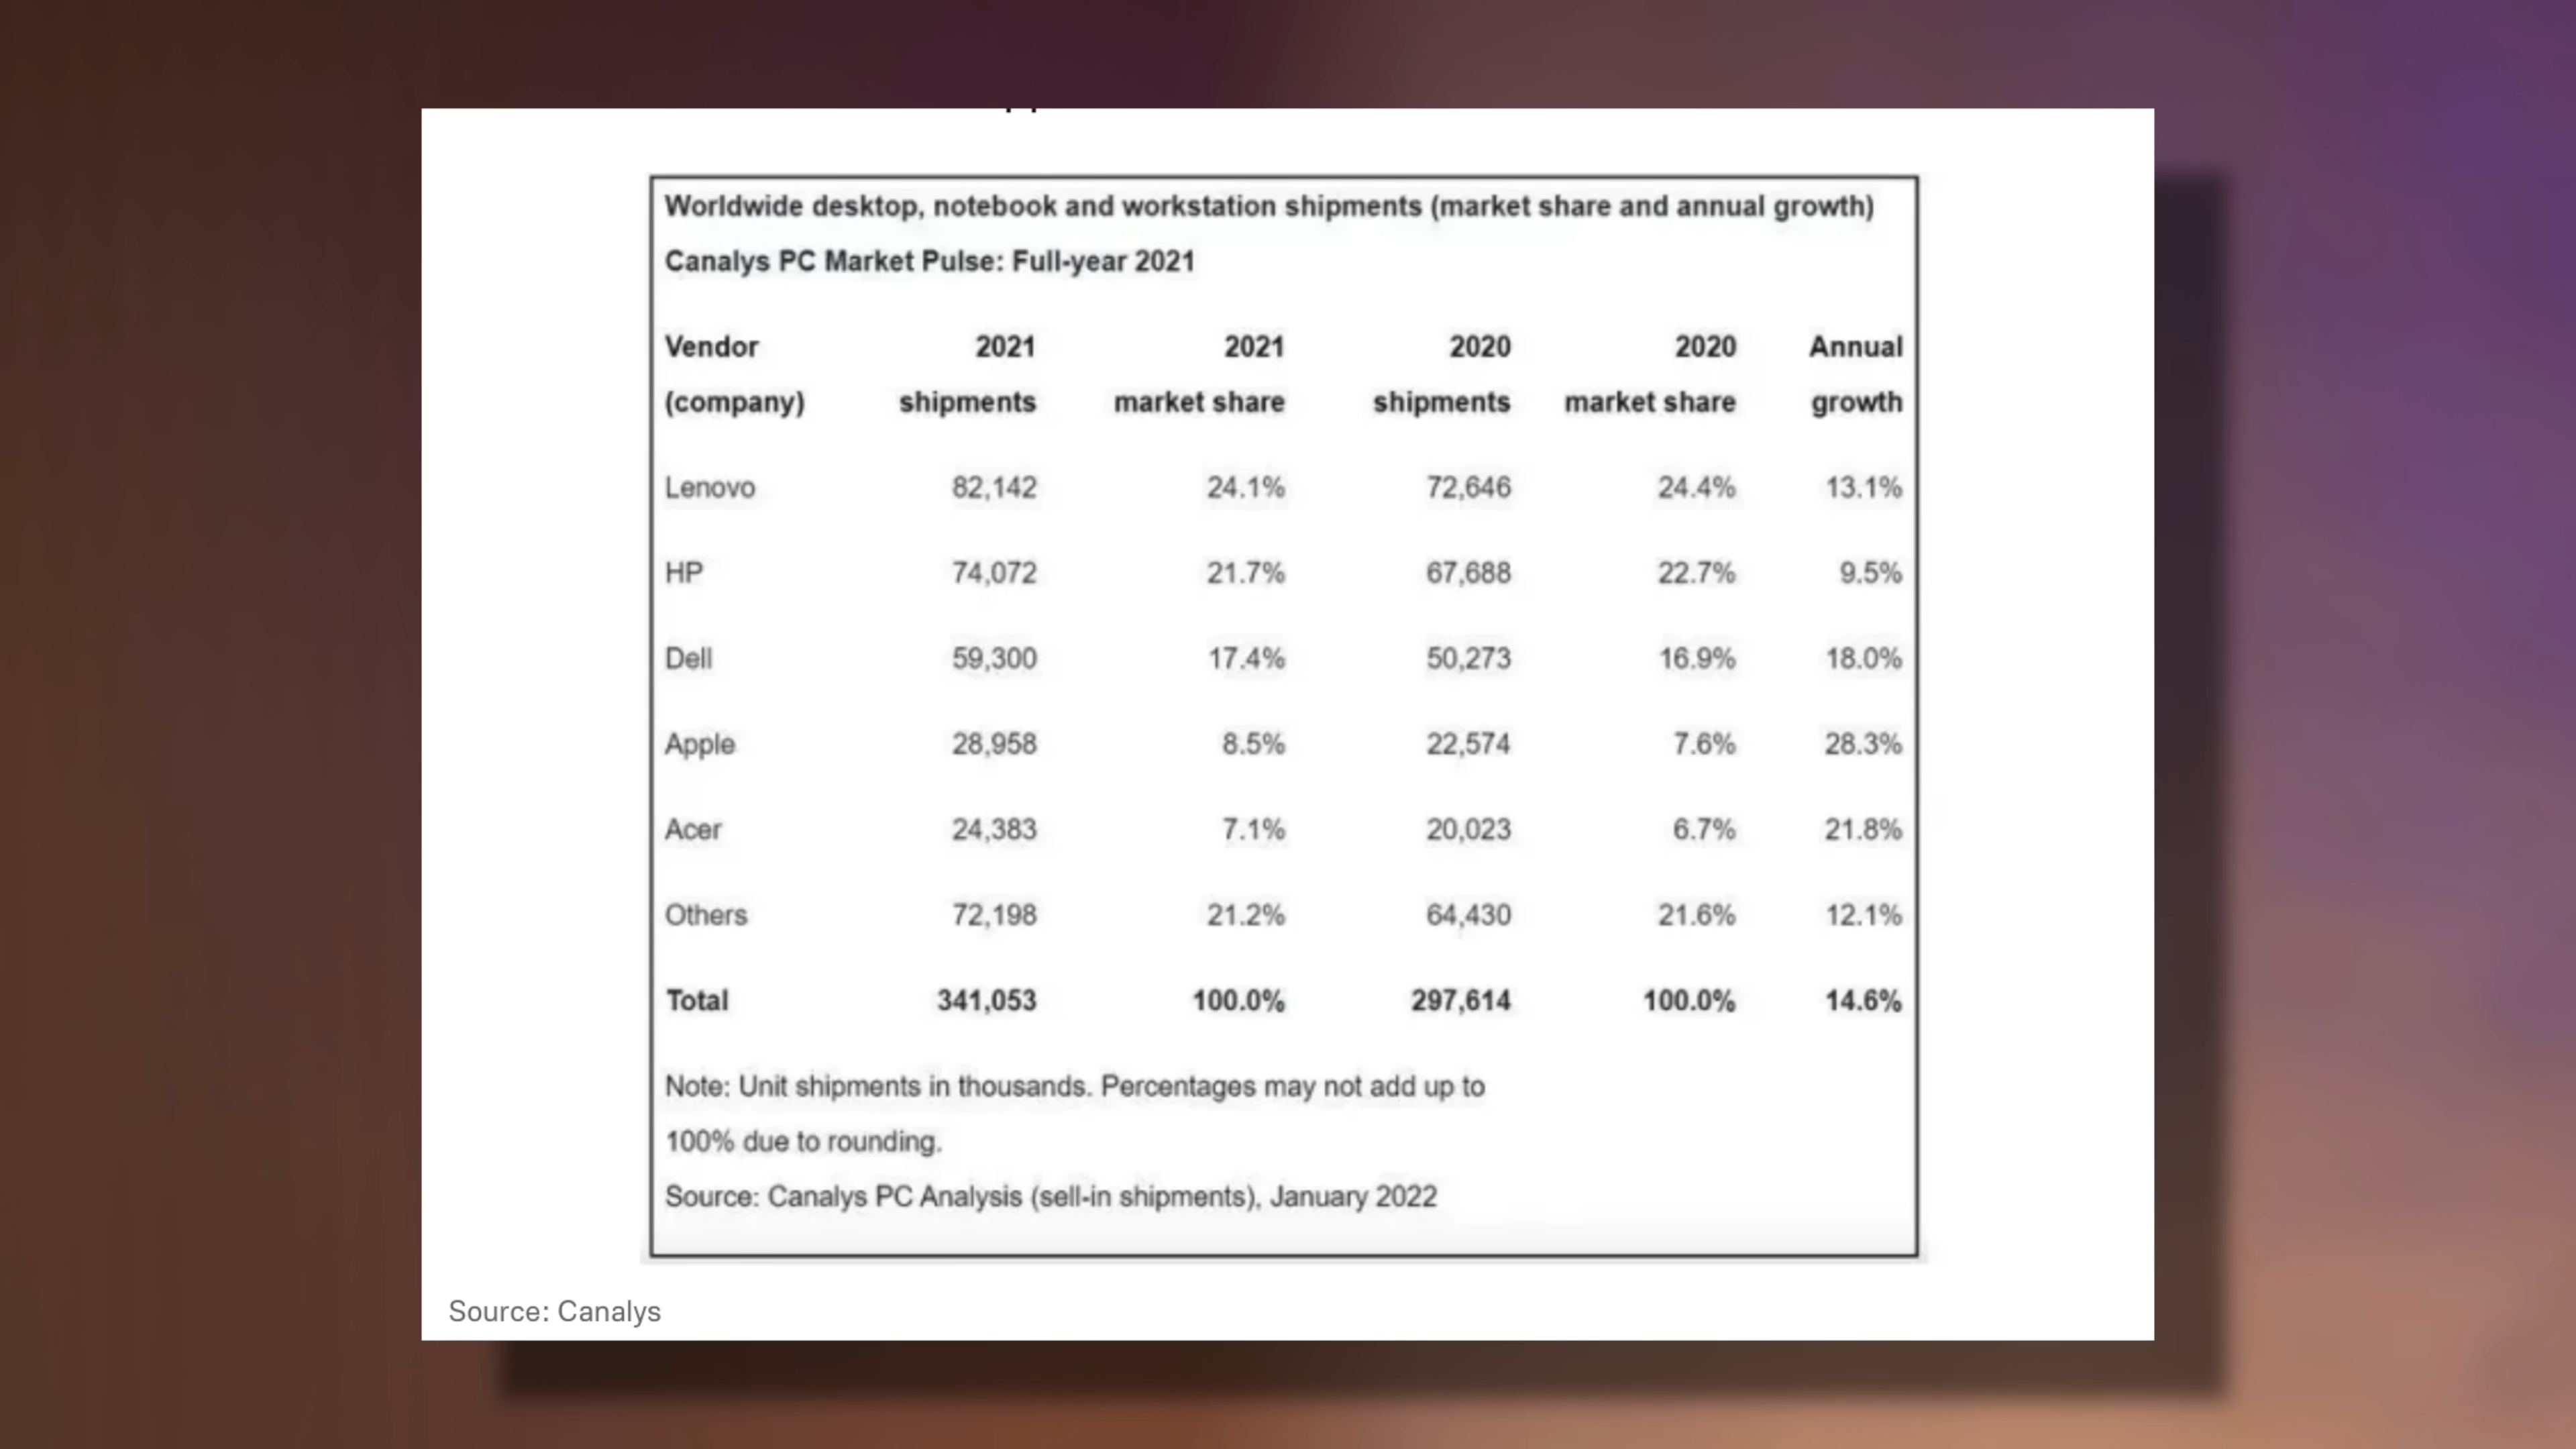 Worldwide desktop, notebook and workstation shipments (market share and annual growth)
Canalys PC Market Pulse: Full-year 2021
Vendor 2021 2021 2020 2020 Annual
(company) shipments market share shipments market share growth
Lenovo 82,142 24.1% 72,646 24.4% 13.1%
HP 74,072 21.7% 67,688 22.7% 9.5%
Dell 59,300 17.4% 50,273 16.9% 18.0%
Apple 28,958 8.5% 22,574 7.6% 28.3%
Acer 24,383 7.1% 20,023 6.7% 21.8%
Others 72,198 21.2% 64,430 21.6% 12.1%
Total 341,053 100.0% 297,614 100.0% 14.6%
Note: Unit shipments in thousands. Percentages may not add up to
100% due to rounding.
Source: Canalys PC Analysis (sell-in shipments), January 2022
Source: Canalys